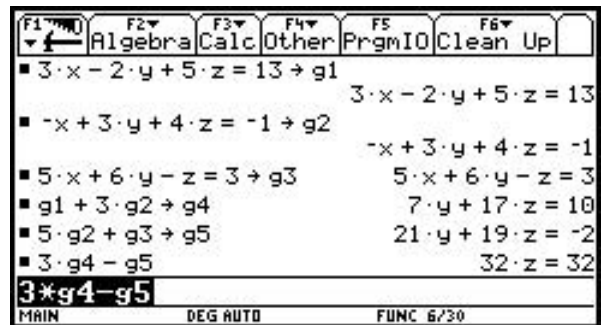 F1 F2▼ F3▼ F4▼ F5 F6▼
▼ Algebra Calc Other PrgmIO Clean Up
▪ 3·x − 2·y + 5·z = 13 → g1
3·x − 2·y + 5·z = 13
▪ ⁻x + 3·y + 4·z = ⁻1 → g2
⁻x + 3·y + 4·z = ⁻1
▪ 5·x + 6·y − z = 3 → g3 5·x + 6·y − z = 3
▪ g1 + 3·g2 → g4 7·y + 17·z = 10
▪ 5·g2 + g3 → g5 21·y + 19·z = ⁻2
▪ 3·g4 − g5 32·z = 32
3*g4−g5
MAIN DEG AUTO FUNC 6/30